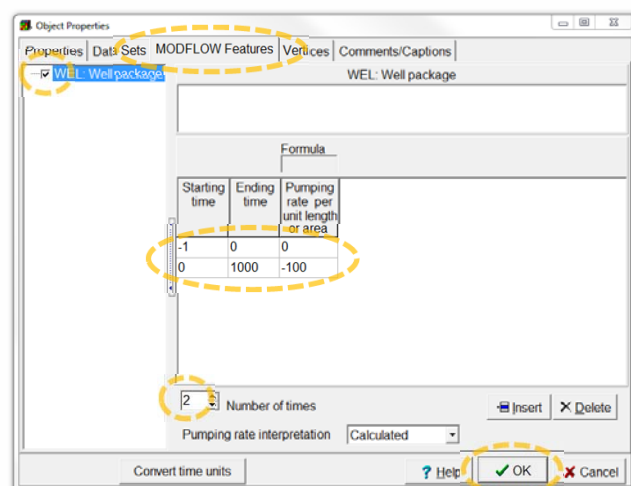 Object Properties
Properties Data Sets MODFLOW Features Vertices Comments/Captions
WEL: Well package
WEL: Well package
Formula
Starting time Ending time Pumping rate per unit length or area
-1 0 0
0 1000 -100
2 Number of times
Insert Delete
Pumping rate interpretation Calculated
Convert time units ? Help OK Cancel